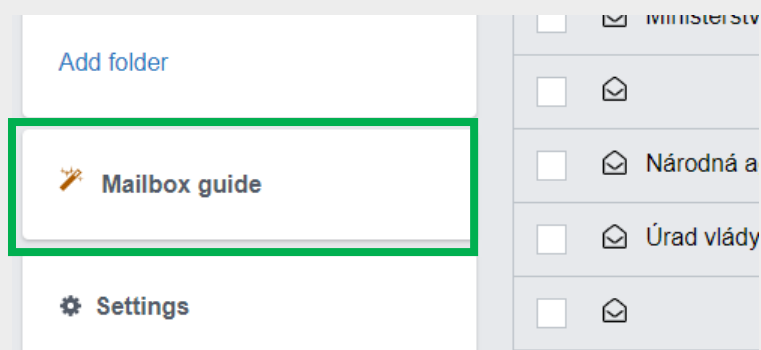 Add folder
Mailbox guide
Settings
Národná a
Úrad vlády